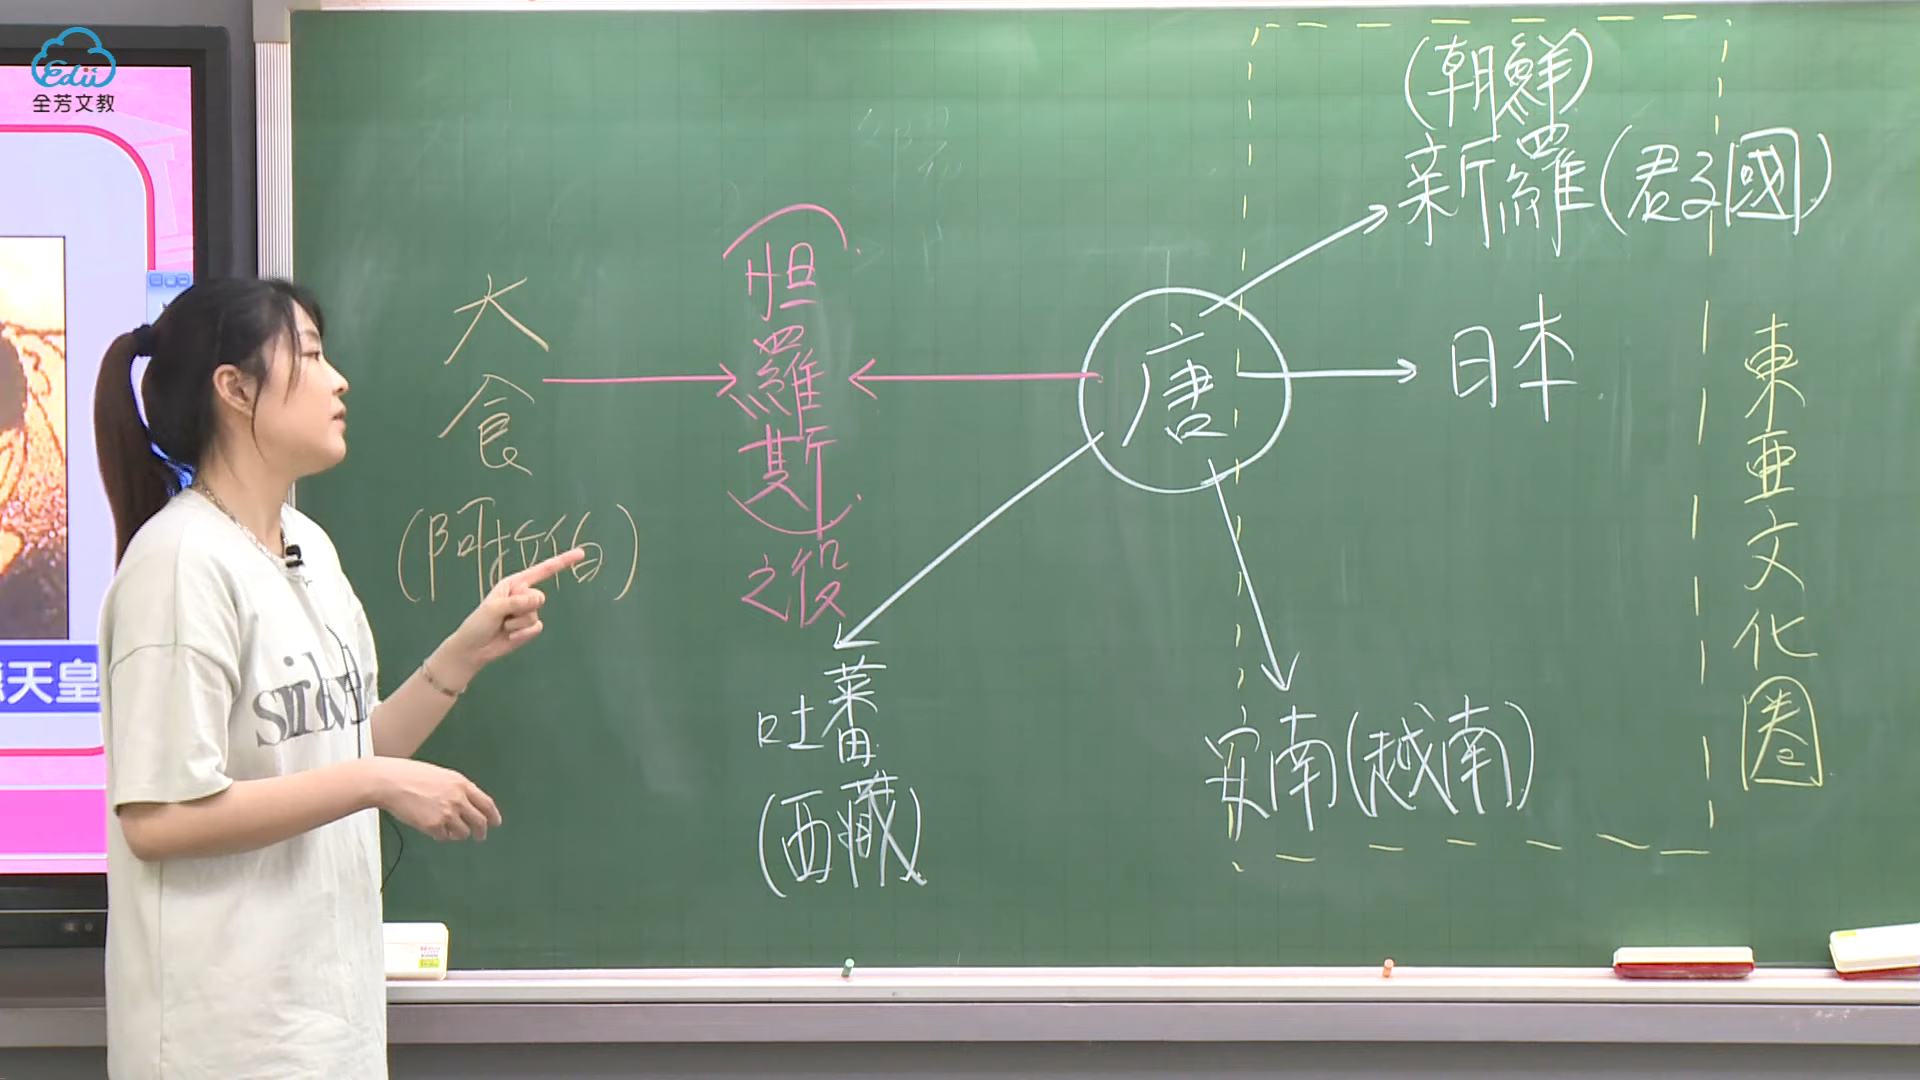 Edii
全芳文教
天皇
大食
(阿拉伯)
(怛羅斯)之役
唐
(朝鮮)
新羅(君子國)
日本
安南(越南)
吐蕃
(西藏)
東亜文化圈